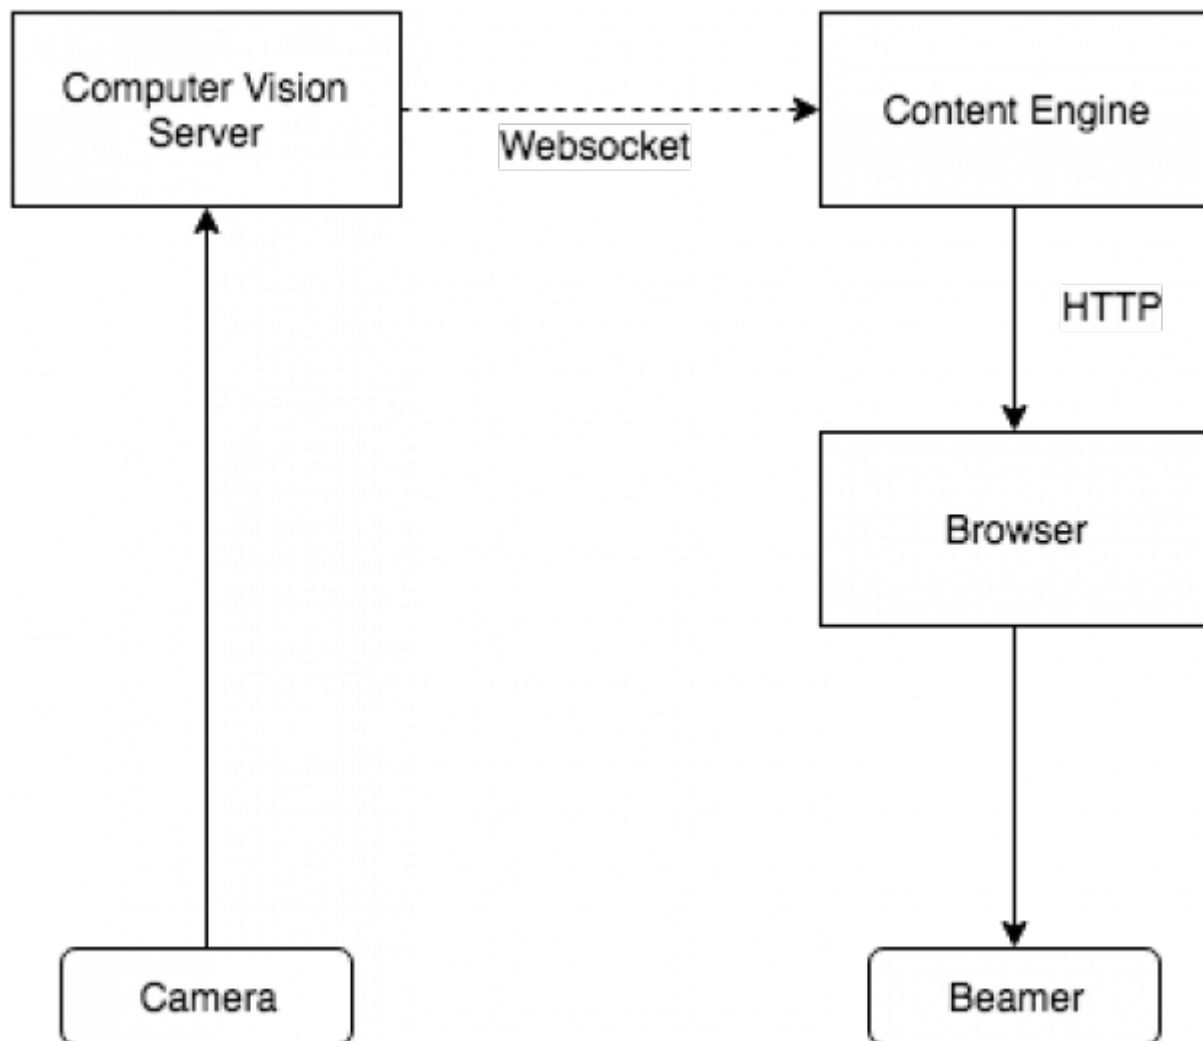 Computer Vision
Server
Websocket
Content Engine
HTTP
Browser
Camera
Beamer